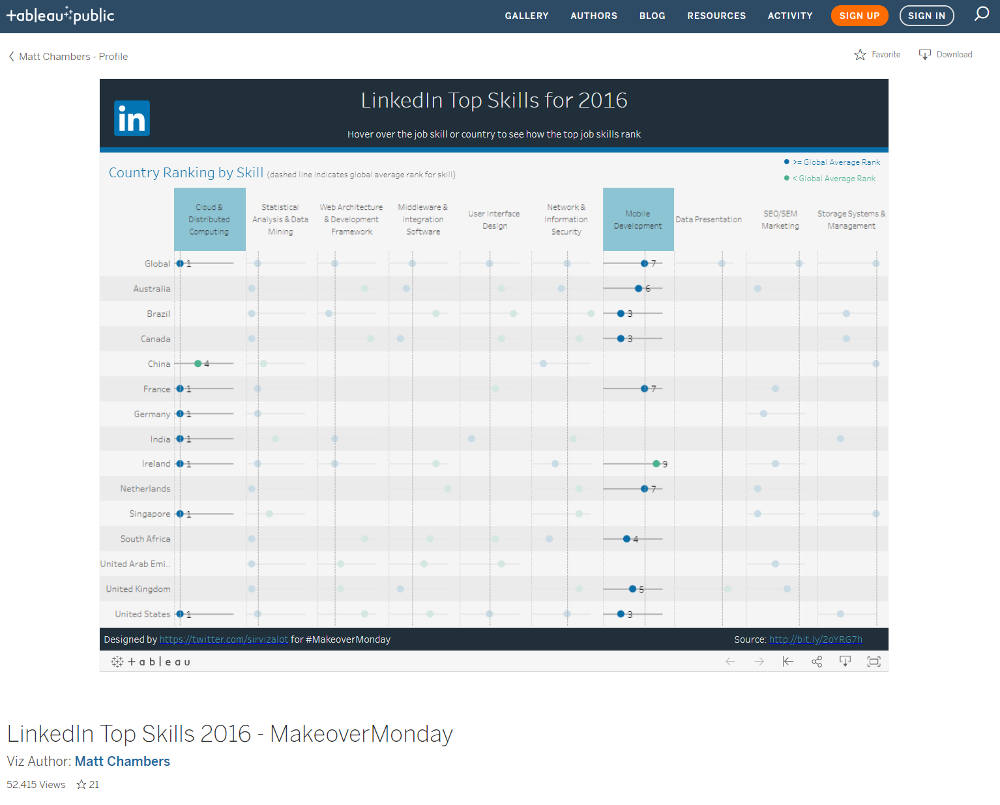 +ableau+public
GALLERY AUTHORS BLOG RESOURCES ACTIVITY SIGN UP SIGN IN
Matt Chambers - Profile
Favorite Download
in
LinkedIn Top Skills for 2016
Hover over the job skill or country to see how the top job skills rank
Country Ranking by Skill (dashed line indicates global average rank for skill)
>= Global Average Rank
< Global Average Rank
Cloud & Distributed Computing
Statistical Analysis & Data Mining
Web Architecture & Development Framework
Middleware & Integration Software
User Interface Design
Network & Information Security
Mobile Development
Data Presentation
SEO/SEM Marketing
Storage Systems & Management
Global 1 7
Australia 6
Brazil 3
Canada 3
China 4
France 1 7
Germany 1
India 1
Ireland 1 9
Netherlands 7
Singapore 1
South Africa 4
United Arab Emi..
United Kingdom 5
United States 1 3
Designed by https://twitter.com/sirvizalot for #MakeoverMonday
Source: http://bit.ly/2oYRG7h
+ableau
LinkedIn Top Skills 2016 - MakeoverMonday
Viz Author: Matt Chambers
52,415 Views 21